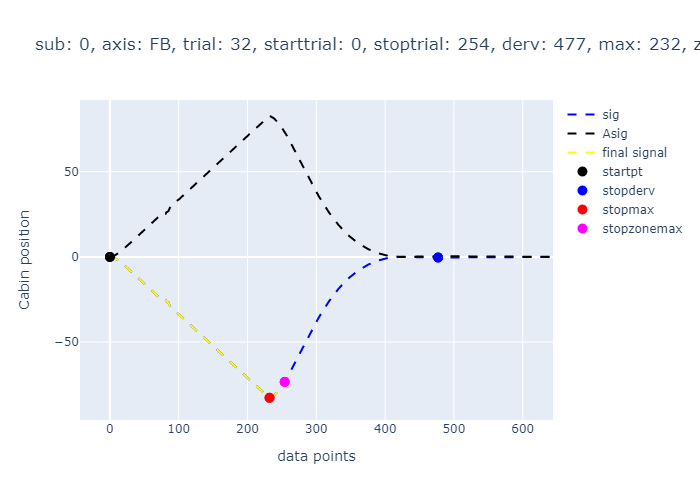 sub: 0, axis: FB, trial: 32, starttrial: 0, stoptrial: 254, derv: 477, max: 232, z
sig
Asig
final signal
startpt
stopderv
stopmax
stopzonemax
50
0
−50
Cabin position
0
100
200
300
400
500
600
data points